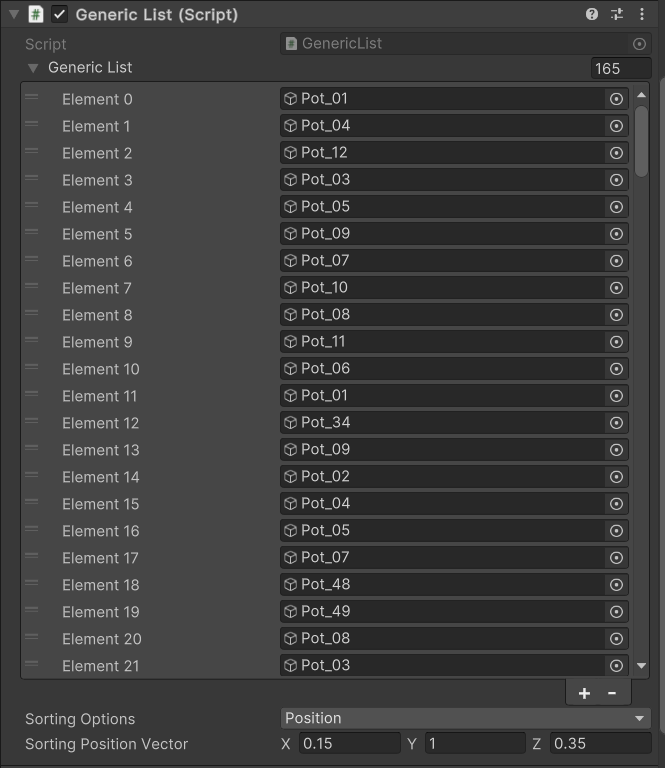 # Generic List (Script)
Script GenericList
Generic List 165
Element 0 Pot_01
Element 1 Pot_04
Element 2 Pot_12
Element 3 Pot_03
Element 4 Pot_05
Element 5 Pot_09
Element 6 Pot_07
Element 7 Pot_10
Element 8 Pot_08
Element 9 Pot_11
Element 10 Pot_06
Element 11 Pot_01
Element 12 Pot_34
Element 13 Pot_09
Element 14 Pot_02
Element 15 Pot_04
Element 16 Pot_05
Element 17 Pot_07
Element 18 Pot_48
Element 19 Pot_49
Element 20 Pot_08
Element 21 Pot_03
+ -
Sorting Options Position
Sorting Position Vector X 0.15 Y 1 Z 0.35